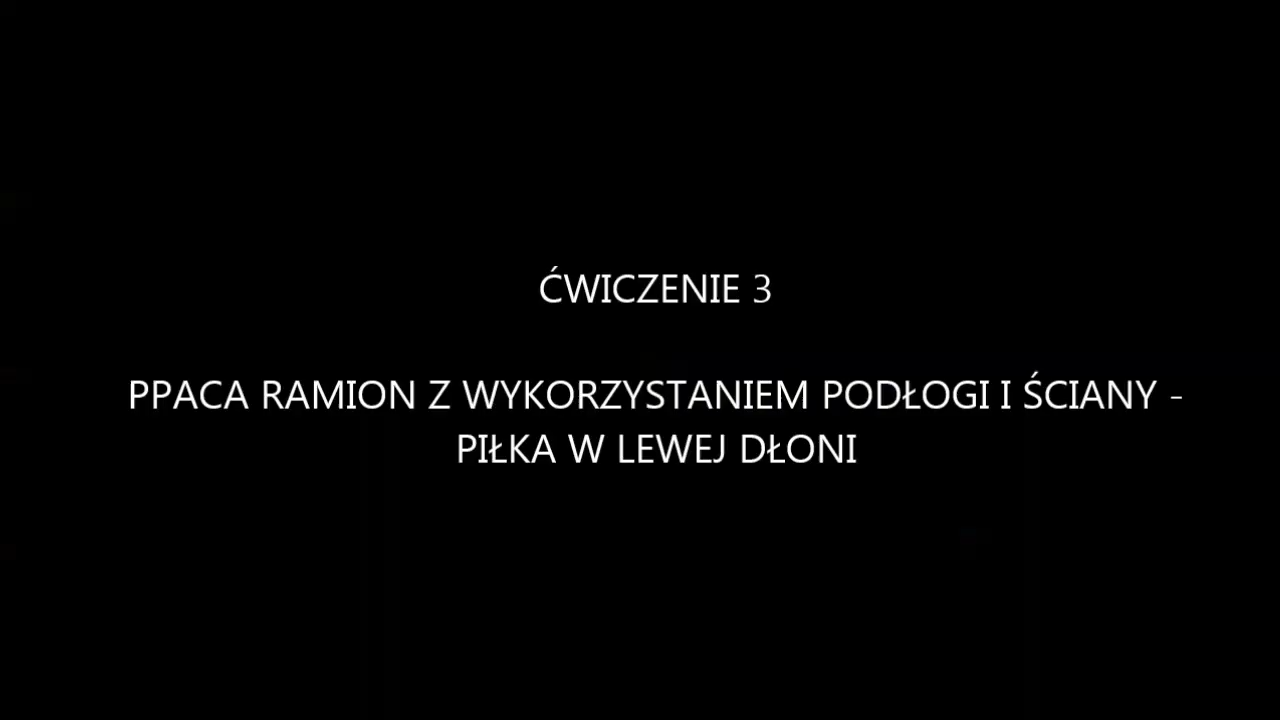 ĆWICZENIE 3
PPACA RAMION Z WYKORZYSTANIEM PODŁOGI I ŚCIANY -
PIŁKA W LEWEJ DŁONI